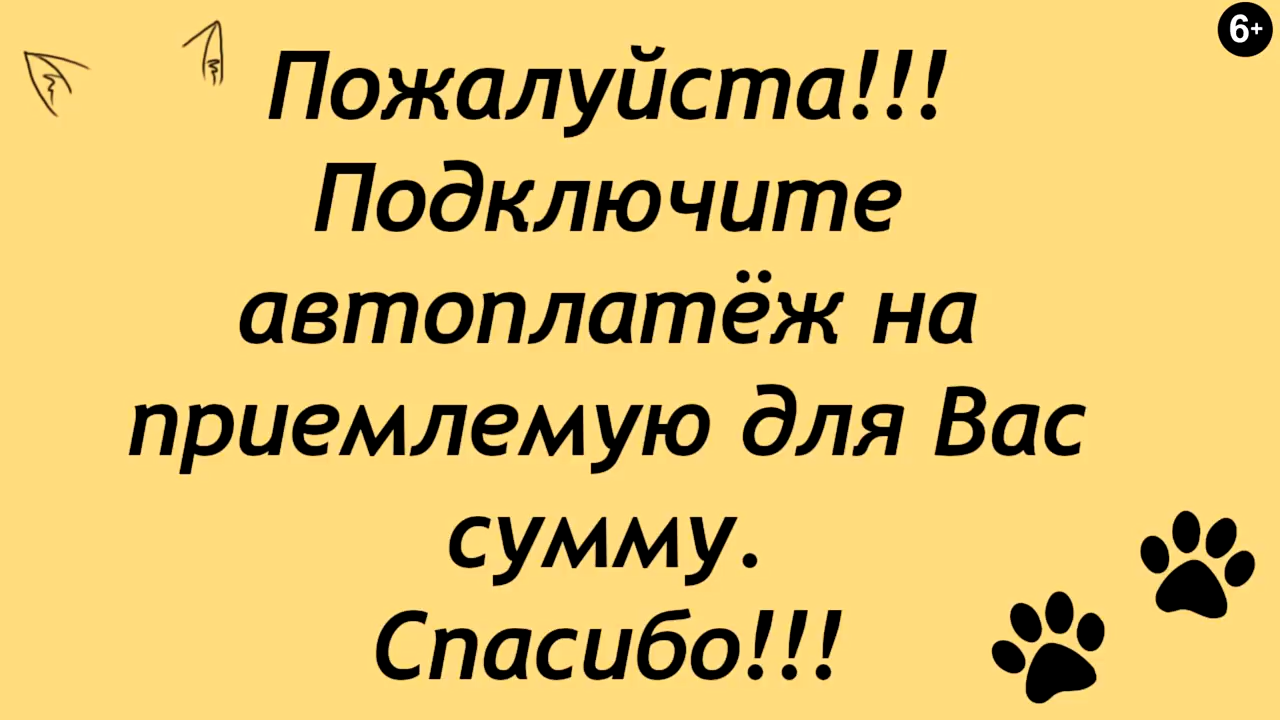 6+
Пожалуйста!!!
Подключите
автоплатёж на
приемлемую для Вас
сумму.
Спасибо!!!